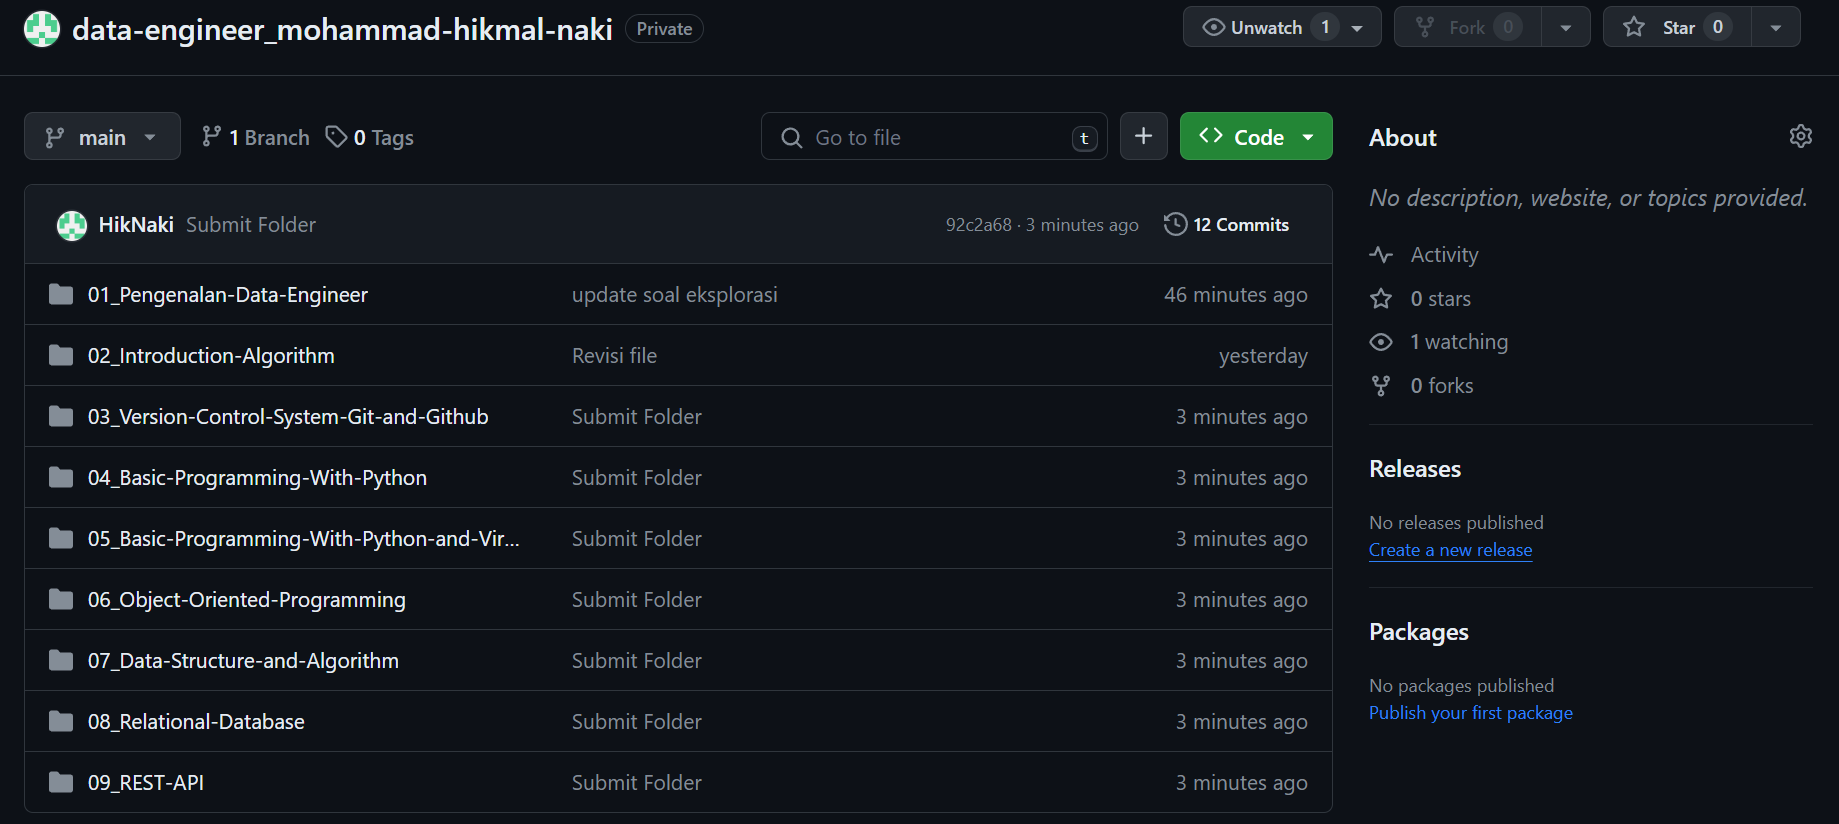 data-engineer_mohammad-hikmal-naki Private Unwatch 1 Fork 0 Star 0
main 1 Branch 0 Tags Go to file t + Code
HikNaki Submit Folder 92c2a68 · 3 minutes ago 12 Commits
01_Pengenalan-Data-Engineer update soal eksplorasi 46 minutes ago
02_Introduction-Algorithm Revisi file yesterday
03_Version-Control-System-Git-and-Github Submit Folder 3 minutes ago
04_Basic-Programming-With-Python Submit Folder 3 minutes ago
05_Basic-Programming-With-Python-and-Vir... Submit Folder 3 minutes ago
06_Object-Oriented-Programming Submit Folder 3 minutes ago
07_Data-Structure-and-Algorithm Submit Folder 3 minutes ago
08_Relational-Database Submit Folder 3 minutes ago
09_REST-API Submit Folder 3 minutes ago
About
No description, website, or topics provided.
Activity
0 stars
1 watching
0 forks
Releases
No releases published
Create a new release
Packages
No packages published
Publish your first package